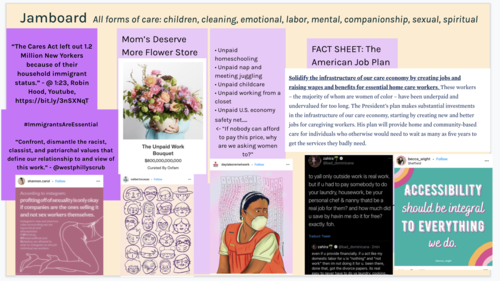 Jamboard All forms of care: children, cleaning, emotional, labor, mental, companionship, sexual, spiritual
"The Cares Act left out 1.2
Million New Yorkers
because of their
household immigrant
status." - @ 1:23, Robin
Hood, Youtube,
https://bit.ly/3nSXNqT
#ImmigrantsAreEssential
"Confront, dismantle the racist,
classist, and patriarchal values that
define our relationship to and view of
this work." - @westphillyscrub
According to instagram,
profiting off of sexuality is only okay
if companies are the ones selling it
and not sex workers themselves.
Mom's Deserve
More Flower Store
The Unpaid Work
Bouquet
Curated By Girlsen
• Unpaid
homeschooling
• Unpaid nap and
meeting juggling
• Unpaid childcare
• Unpaid working from a
closet
• Unpaid U.S. economy
safety net....
<- "If nobody can afford
to pay this price, why
are we asking women
to?"
FACT SHEET: The
American Job Plan
Solidify the infrastructure of our care economy by creating jobs and
raising wages and benefits for essential home care workers. These workers
– the majority of whom are women of color – have been underpaid and
undervalued for too long. The President's plan makes substantial investments
in the infrastructure of our care economy, starting by creating new and better
jobs for caregiving workers. His plan will provide home and community-based
care for individuals who otherwise would need to wait as many as five years to
get the services they badly need.
to yall only outside work is real work.
but if u had to pay somebody to do
your laundry, housework, be your
personal chef & nanny thatd be a
real job for them? and how much did
u save by havin me do it for free?
exactly. foh.
ACCESSIBILITY
should be integral
TO EVERYTHING
we do.